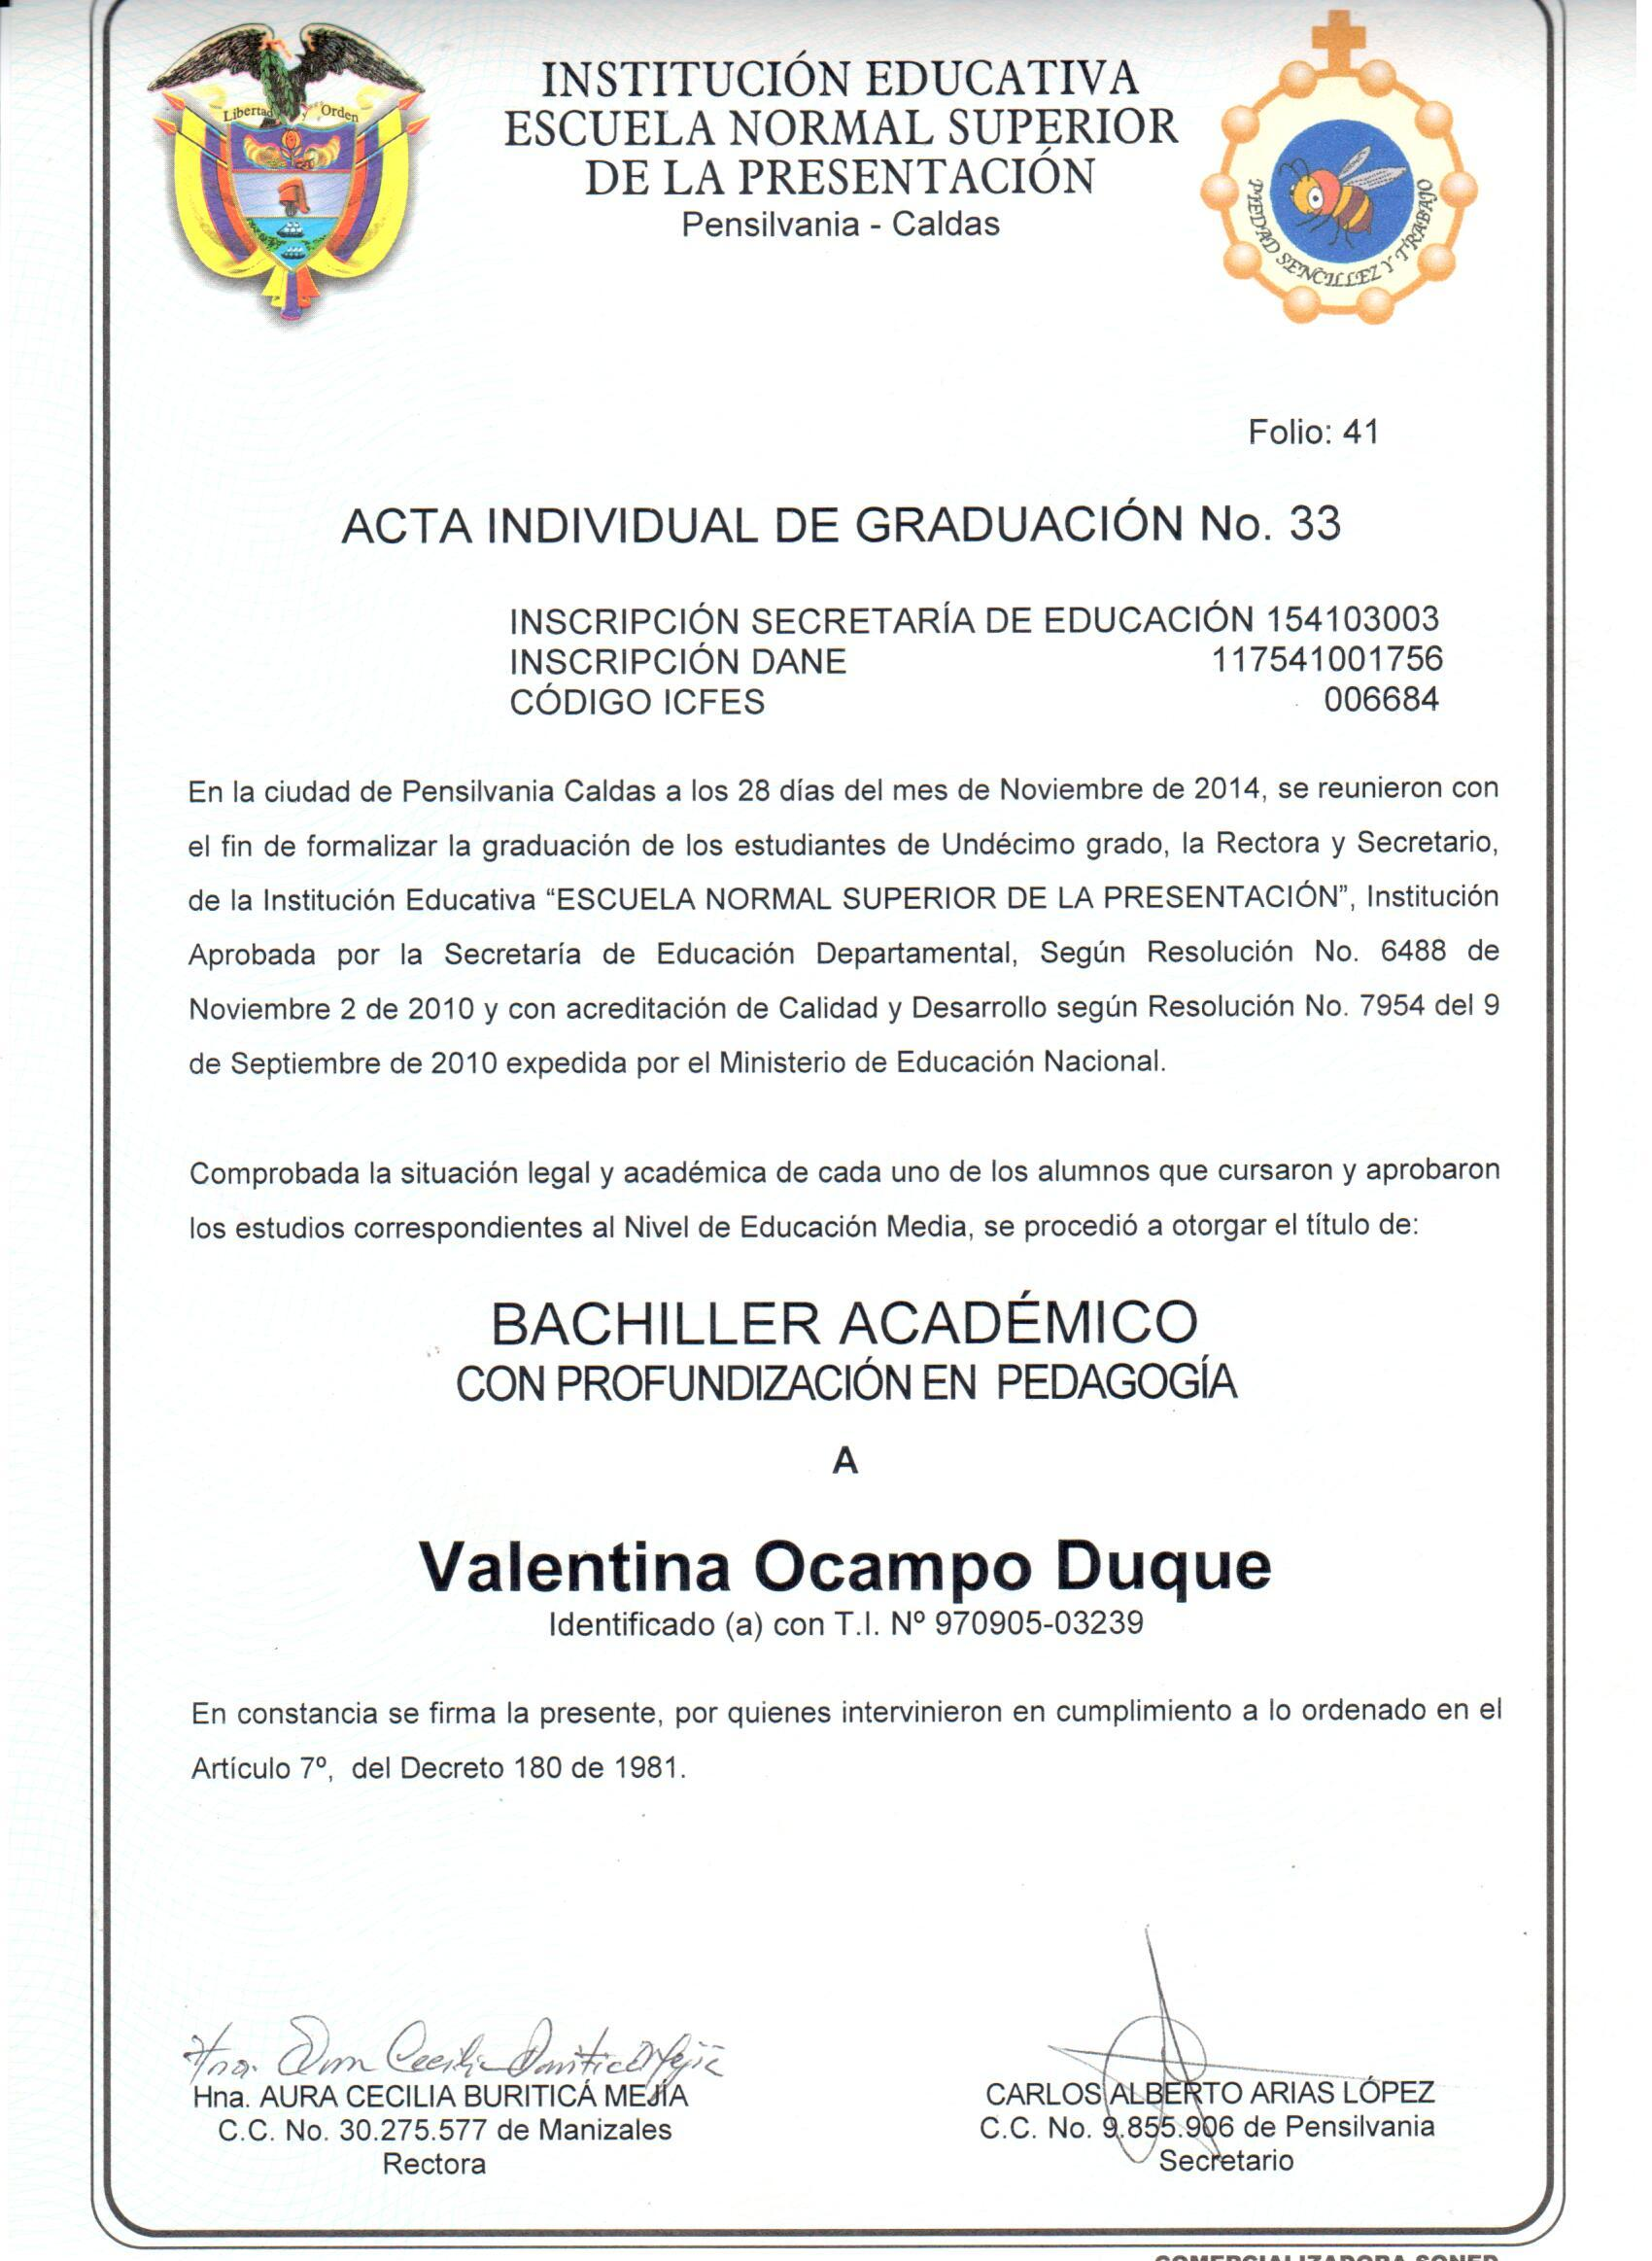 Libertad y Orden
INSTITUCIÓN EDUCATIVA
ESCUELA NORMAL SUPERIOR
DE LA PRESENTACIÓN
Pensilvania - Caldas
PIEDAD SENCILLEZ Y TRABAJO
Folio: 41
ACTA INDIVIDUAL DE GRADUACIÓN No. 33
INSCRIPCIÓN SECRETARÍA DE EDUCACIÓN 154103003
INSCRIPCIÓN DANE 117541001756
CÓDIGO ICFES 006684
En la ciudad de Pensilvania Caldas a los 28 días del mes de Noviembre de 2014, se reunieron con
el fin de formalizar la graduación de los estudiantes de Undécimo grado, la Rectora y Secretario,
de la Institución Educativa “ESCUELA NORMAL SUPERIOR DE LA PRESENTACIÓN”, Institución
Aprobada por la Secretaría de Educación Departamental, Según Resolución No. 6488 de
Noviembre 2 de 2010 y con acreditación de Calidad y Desarrollo según Resolución No. 7954 del 9
de Septiembre de 2010 expedida por el Ministerio de Educación Nacional.
Comprobada la situación legal y académica de cada uno de los alumnos que cursaron y aprobaron
los estudios correspondientes al Nivel de Educación Media, se procedió a otorgar el título de:
BACHILLER ACADÉMICO
CON PROFUNDIZACIÓN EN PEDAGOGÍA
A
Valentina Ocampo Duque
Identificado (a) con T.I. Nº 970905-03239
En constancia se firma la presente, por quienes intervinieron en cumplimiento a lo ordenado en el
Artículo 7º, del Decreto 180 de 1981.
Hna. Aura Cecilia Buriticá Mejía
Hna. AURA CECILIA BURITICÁ MEJÍA
C.C. No. 30.275.577 de Manizales
Rectora
CARLOS ALBERTO ARIAS LÓPEZ
C.C. No. 9.855.906 de Pensilvania
Secretario
COMERCIALIZADORA SONED